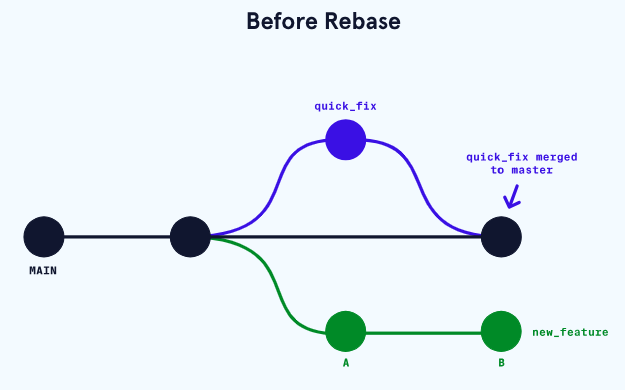 Before Rebase
quick_fix
quick_fix merged
to master
MAIN
new_feature
A
B